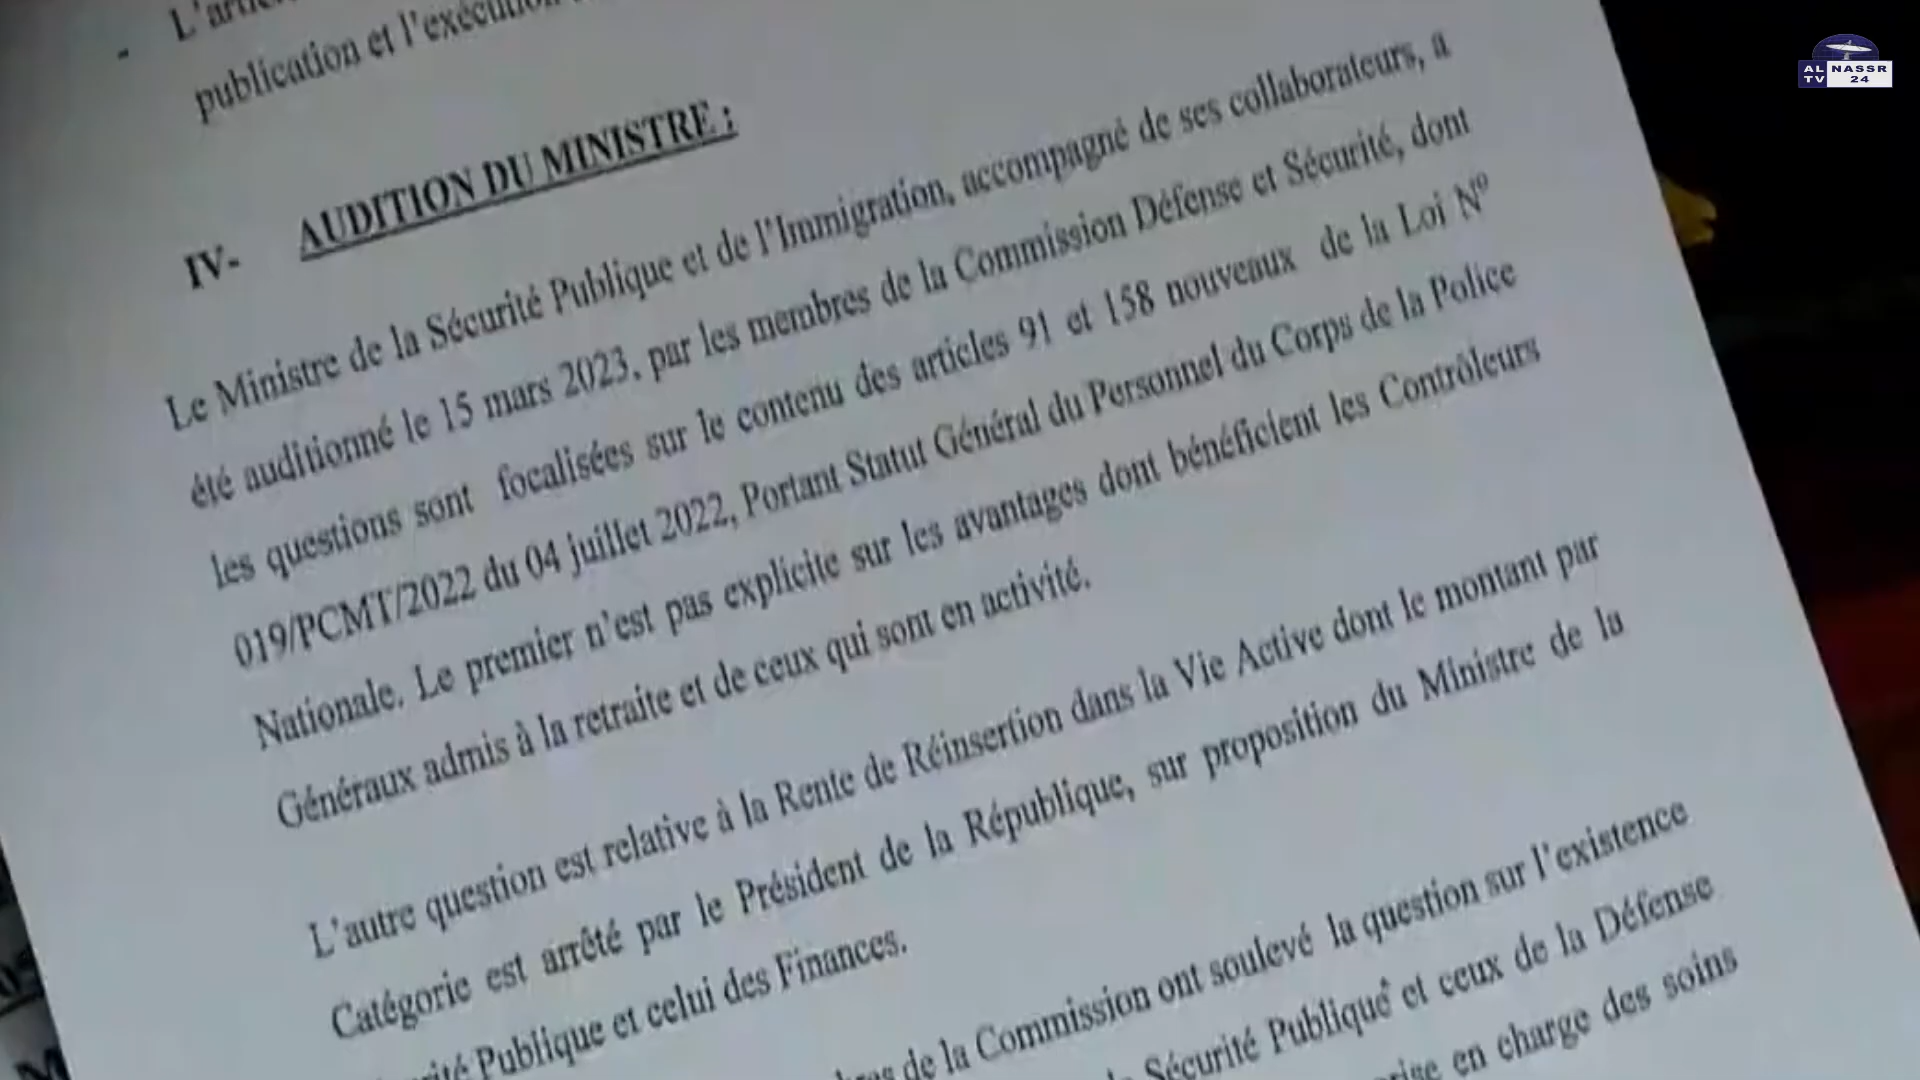 L'article
- publication et l'exécution
IV- AUDITION DU MINISTRE :
Le Ministre de la Sécurité Publique et de l'Immigration, accompagné de ses collaborateurs, a
été auditionné le 15 mars 2023, par les membres de la Commission Défense et Sécurité, dont
les questions sont focalisées sur le contenu des articles 91 et 158 nouveaux de la Loi N°
019/PCMT/2022 du 04 juillet 2022, Portant Statut Général du Personnel du Corps de la Police
Nationale. Le premier n'est pas explicite sur les avantages dont bénéficient les Contrôleurs
Généraux admis à la retraite et de ceux qui sont en activité.
L'autre question est relative à la Rente de Réinsertion dans la Vie Active dont le montant par
Catégorie est arrêté par le Président de la République, sur proposition du Ministre de la
Publique et celui des Finances.
de la Commission ont soulevé la question sur l'existence
Sécurité Publique et ceux de la Défense
en charge des soins
AL NASSR
TV 24